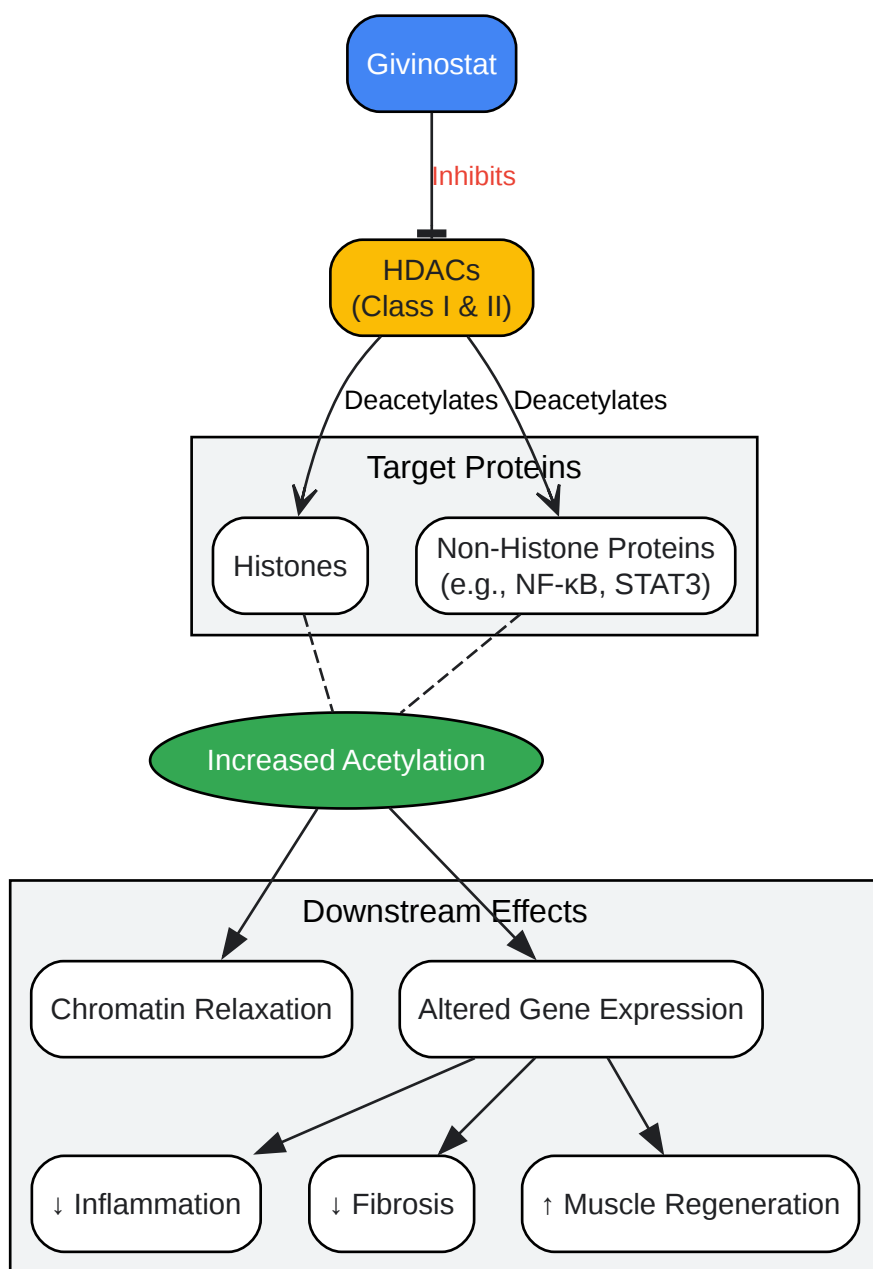 Givinostat
Inhibits
HDACs
(Class I & II)
Deacetylates
Deacetylates
Target Proteins
Histones
Non-Histone Proteins
(e.g., NF-κB, STAT3)
Increased Acetylation
Downstream Effects
Chromatin Relaxation
Altered Gene Expression
↓ Inflammation
↓ Fibrosis
↑ Muscle Regeneration